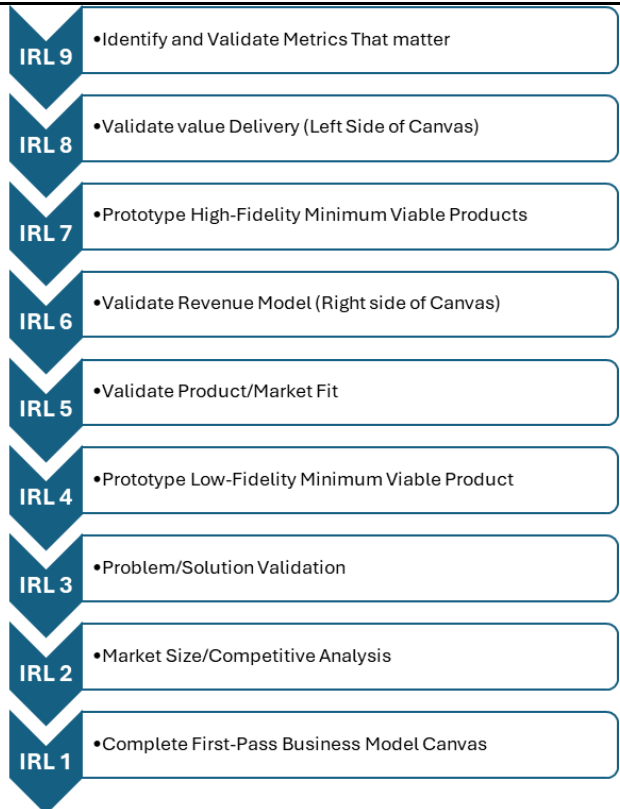 IRL 9
•Identify and Validate Metrics That matter
IRL 8
•Validate value Delivery (Left Side of Canvas)
IRL 7
•Prototype High-Fidelity Minimum Viable Products
IRL 6
•Validate Revenue Model (Right side of Canvas)
IRL 5
•Validate Product/Market Fit
IRL 4
•Prototype Low-Fidelity Minimum Viable Product
IRL 3
•Problem/Solution Validation
IRL 2
•Market Size/Competitive Analysis
IRL 1
•Complete First-Pass Business Model Canvas